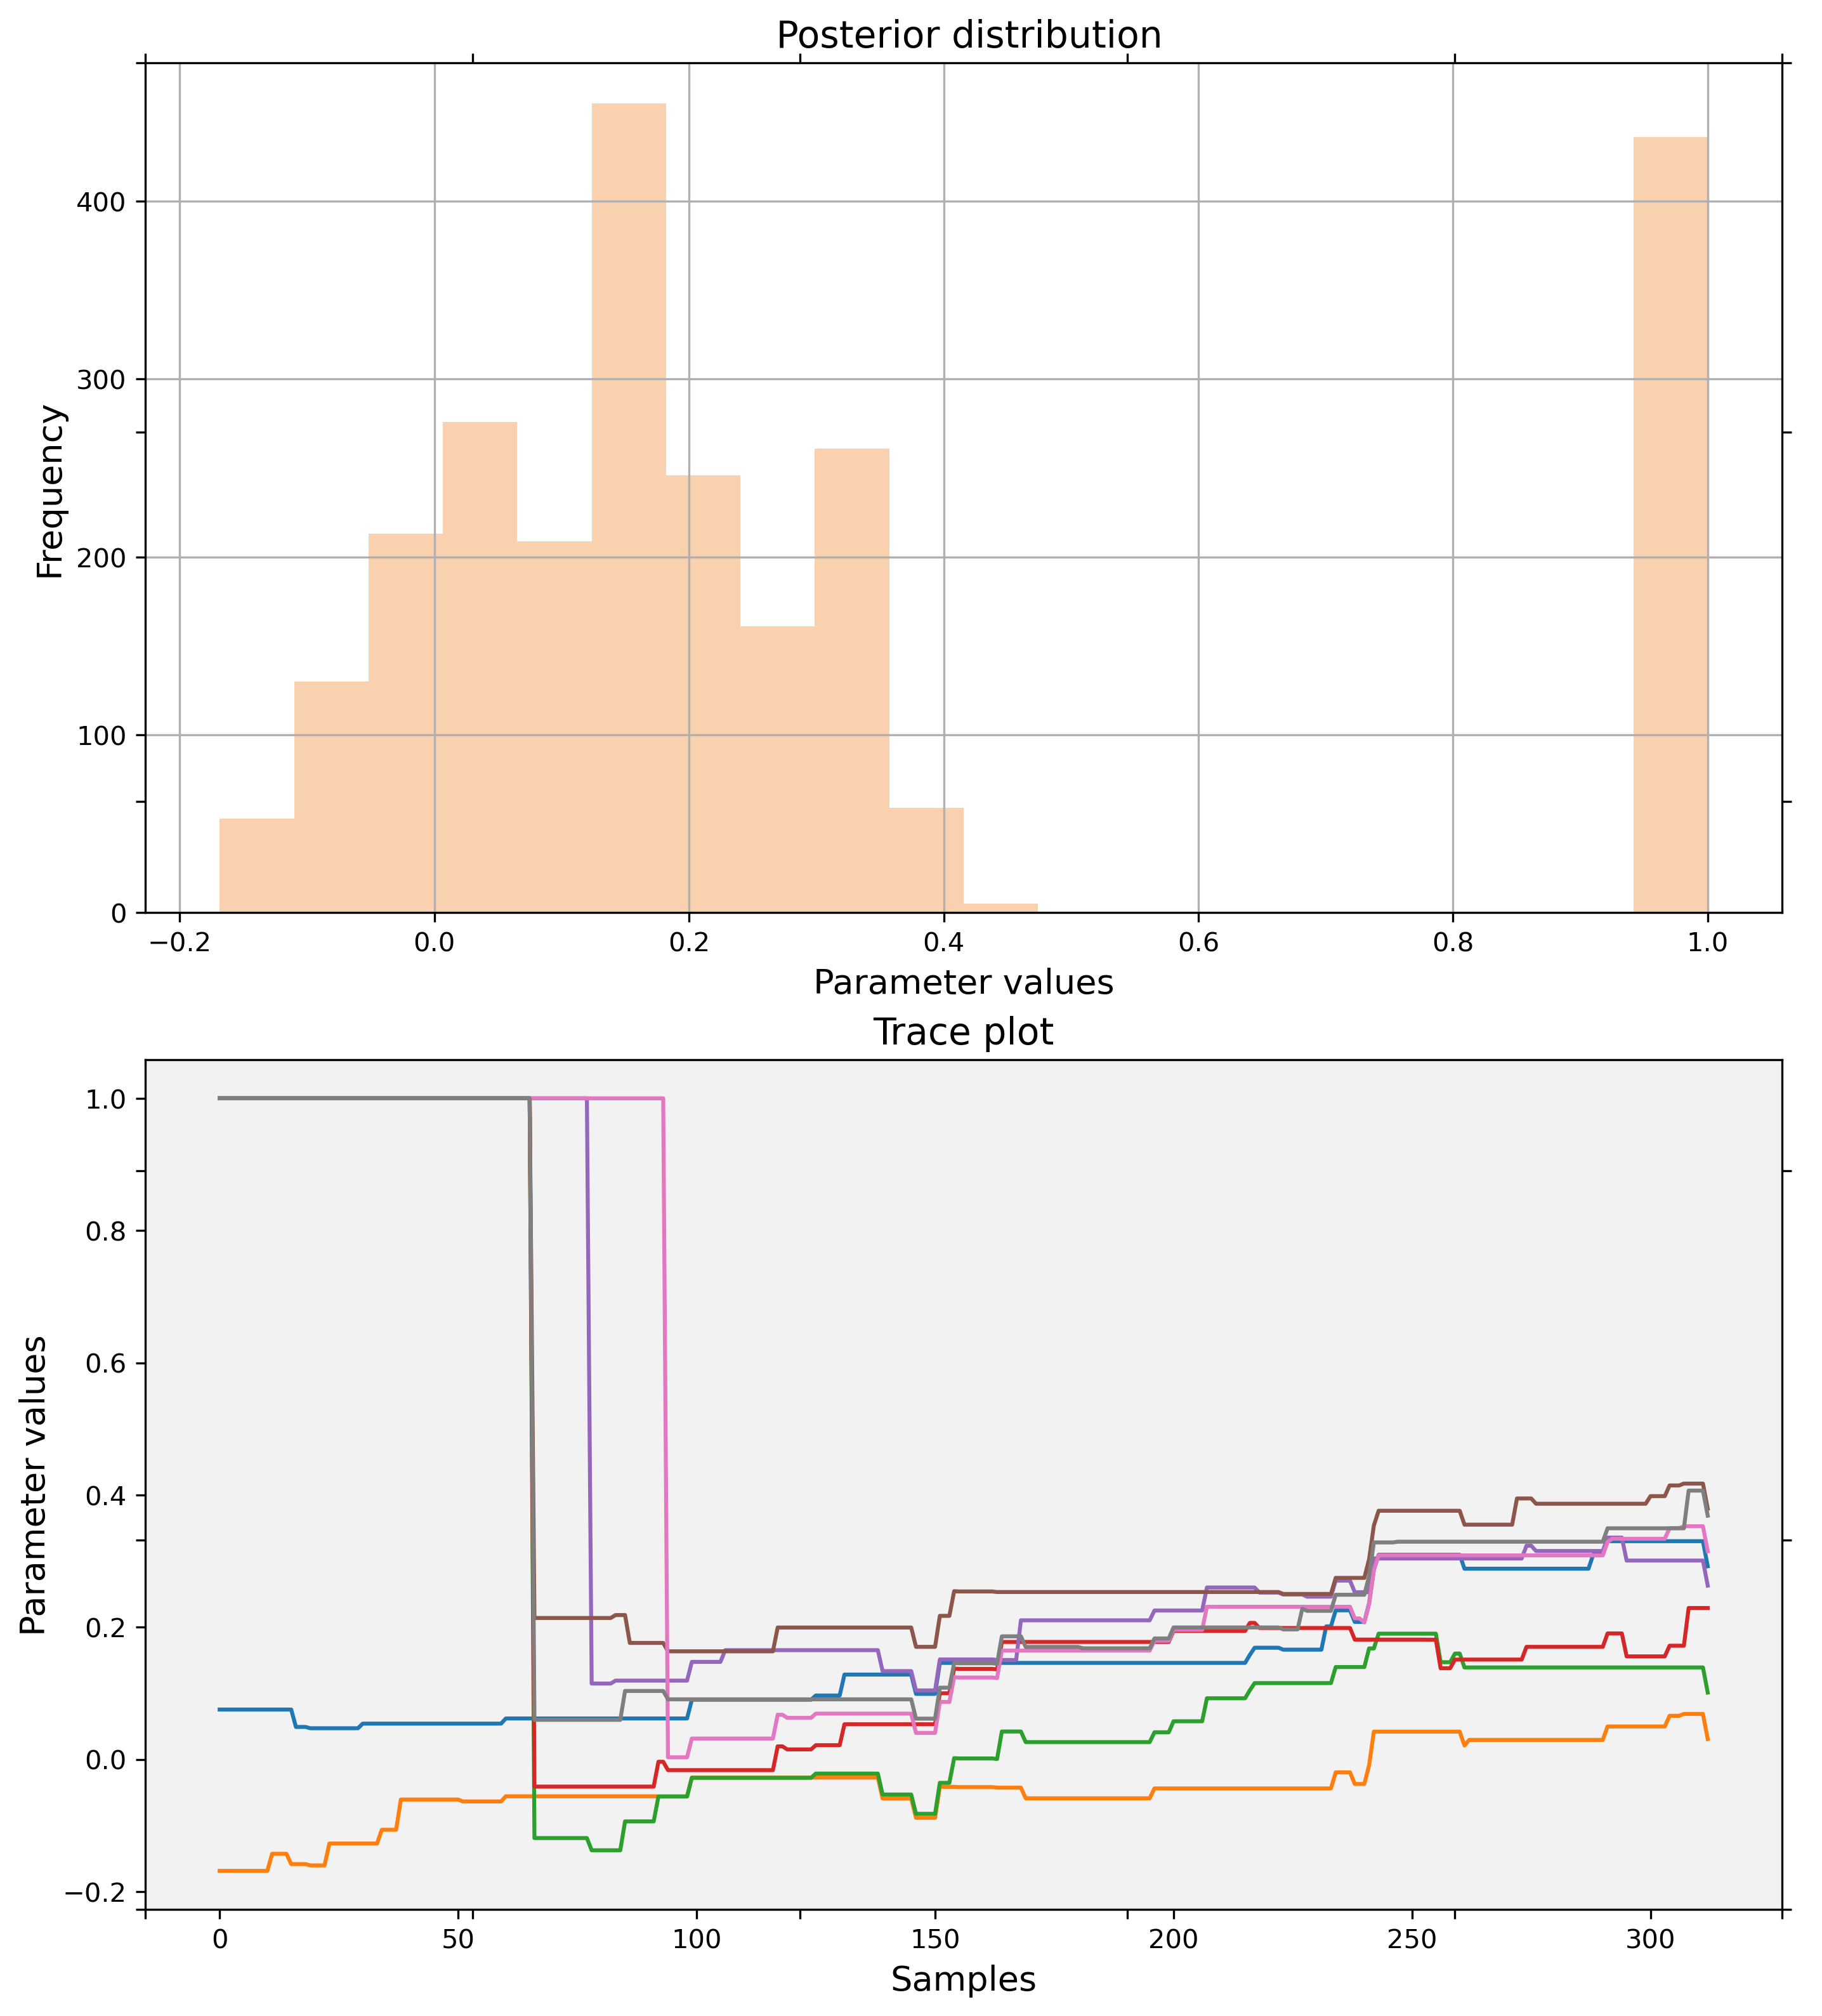 Posterior distribution
400
300
200
100
0
Frequency
−0.2 0.0 0.2 0.4 0.6 0.8 1.0
Parameter values
Trace plot
1.0
0.8
0.6
0.4
0.2
0.0
−0.2
Parameter values
0 50 100 150 200 250 300
Samples